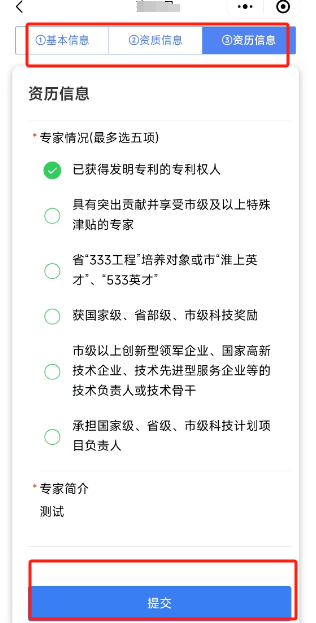 ①基本信息 ②资质信息 ③资历信息
资历信息
*专家情况(最多选五项)
已获得发明专利的专利权人
具有突出贡献并享受市级及以上特殊
津贴的专家
省“333工程”培养对象或市“淮上英
才”、“533英才”
获国家级、省部级、市级科技奖励
市级以上创新型领军企业、国家高新
技术企业、技术先进型服务企业等的
技术负责人或技术骨干
承担国家级、省级、市级科技计划项
目负责人
*专家简介
测试
提交